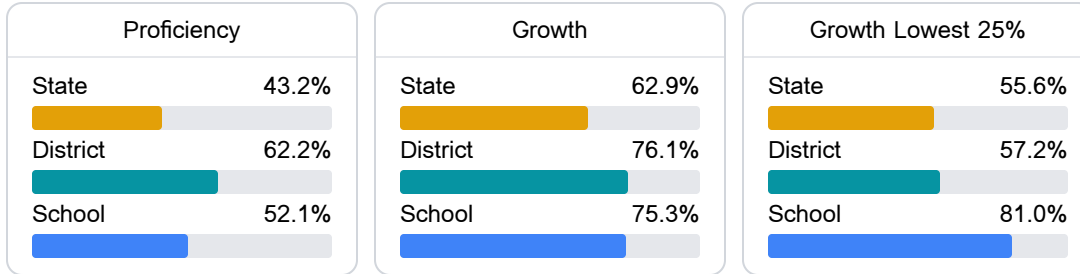 Proficiency
State 43.2%
District 62.2%
School 52.1%
Growth
State 62.9%
District 76.1%
School 75.3%
Growth Lowest 25%
State 55.6%
District 57.2%
School 81.0%